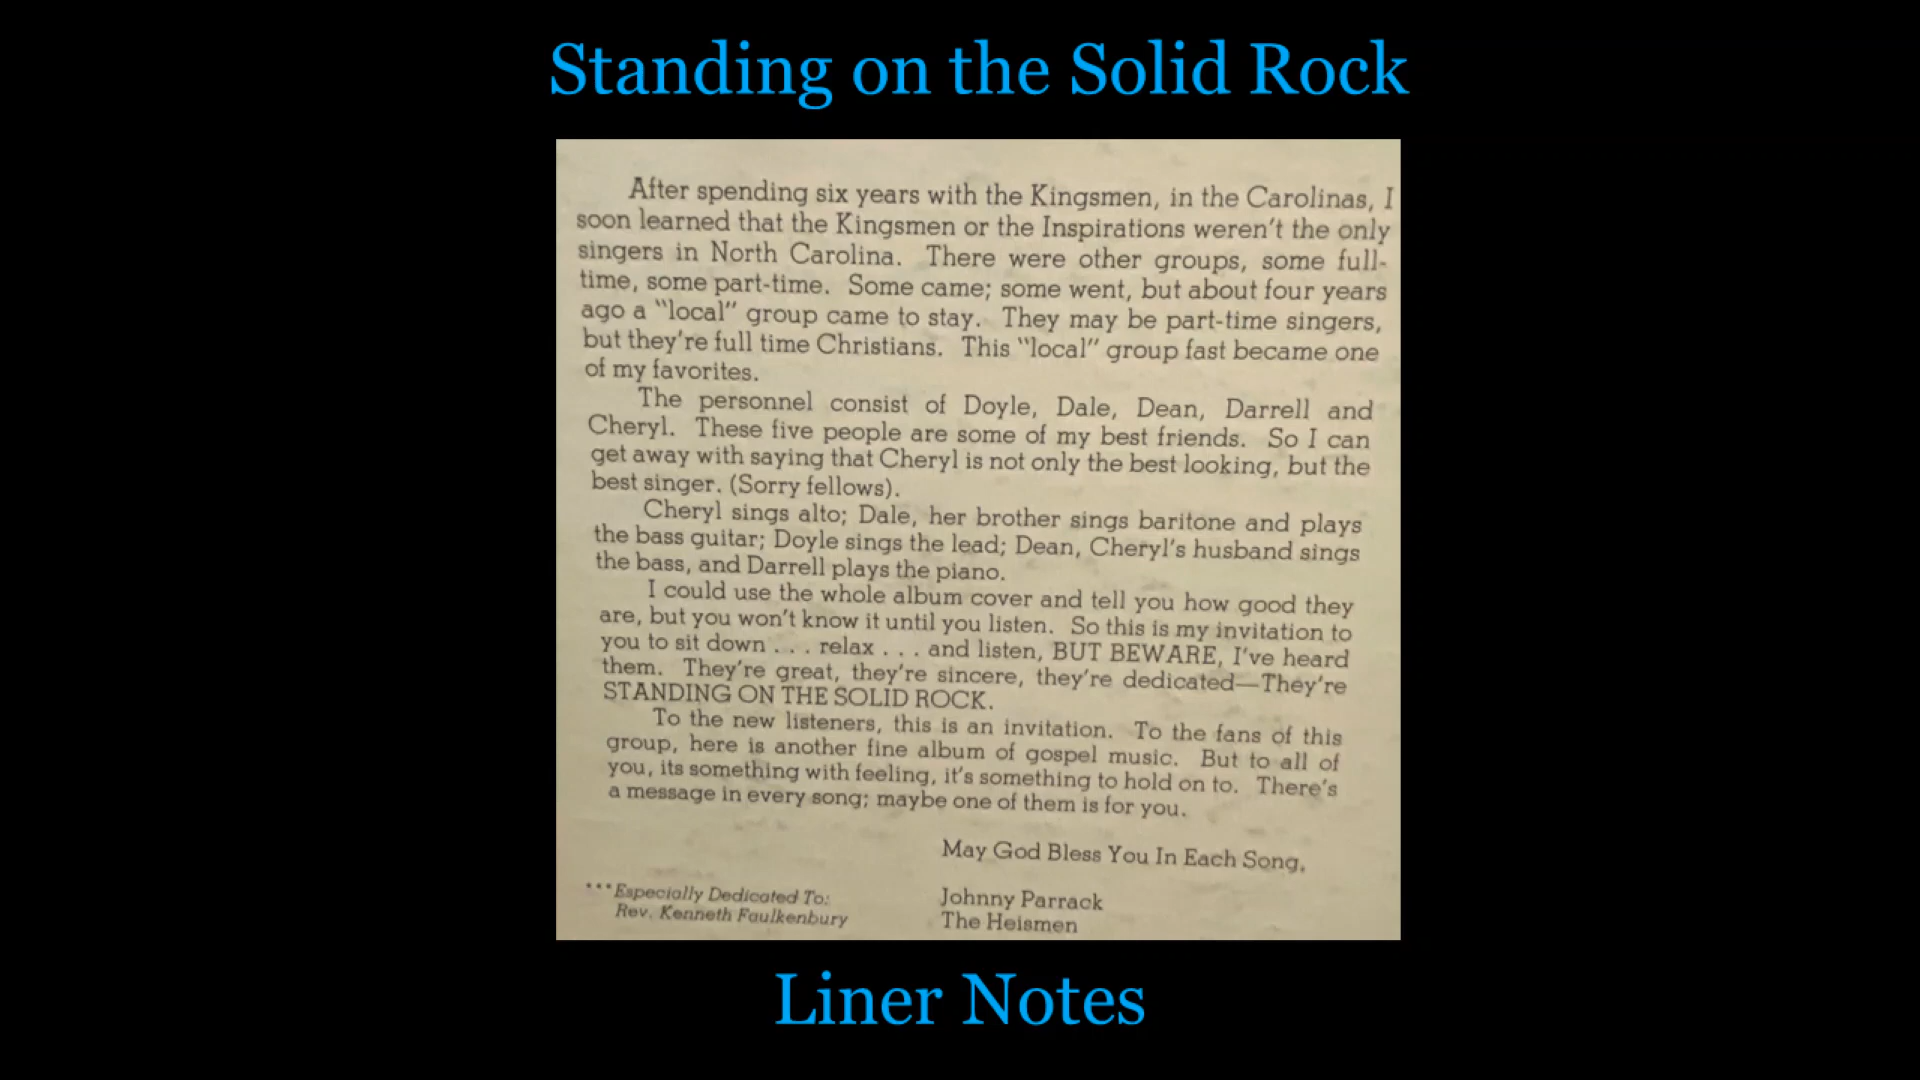 Standing on the Solid Rock
After spending six years with the Kingsmen, in the Carolinas, I
soon learned that the Kingsmen or the Inspirations weren't the only
singers in North Carolina. There were other groups, some full-
time, some part-time. Some came; some went, but about four years
ago a "local" group came to stay. They may be part-time singers,
but they're full time Christians. This "local" group fast became one
of my favorites.
The personnel consist of Doyle, Dale, Dean, Darrell and
Cheryl. These five people are some of my best friends. So I can
get away with saying that Cheryl is not only the best looking, but the
best singer. (Sorry fellows).
Cheryl sings alto; Dale, her brother sings baritone and plays
the bass guitar; Doyle sings the lead; Dean, Cheryl's husband sings
the bass, and Darrell plays the piano.
I could use the whole album cover and tell you how good they
are, but you won't know it until you listen. So this is my invitation to
you to sit down . . . relax . . . and listen, BUT BEWARE, I've heard
them. They're great, they're sincere, they're dedicated—They're
STANDING ON THE SOLID ROCK.
To the new listeners, this is an invitation. To the fans of this
group, here is another fine album of gospel music. But to all of
you, its something with feeling, it's something to hold on to. There's
a message in every song; maybe one of them is for you.
May God Bless You In Each Song,
***Especially Dedicated To:
Rev. Kenneth Faulkenbury
Johnny Parrack
The Heismen
Liner Notes